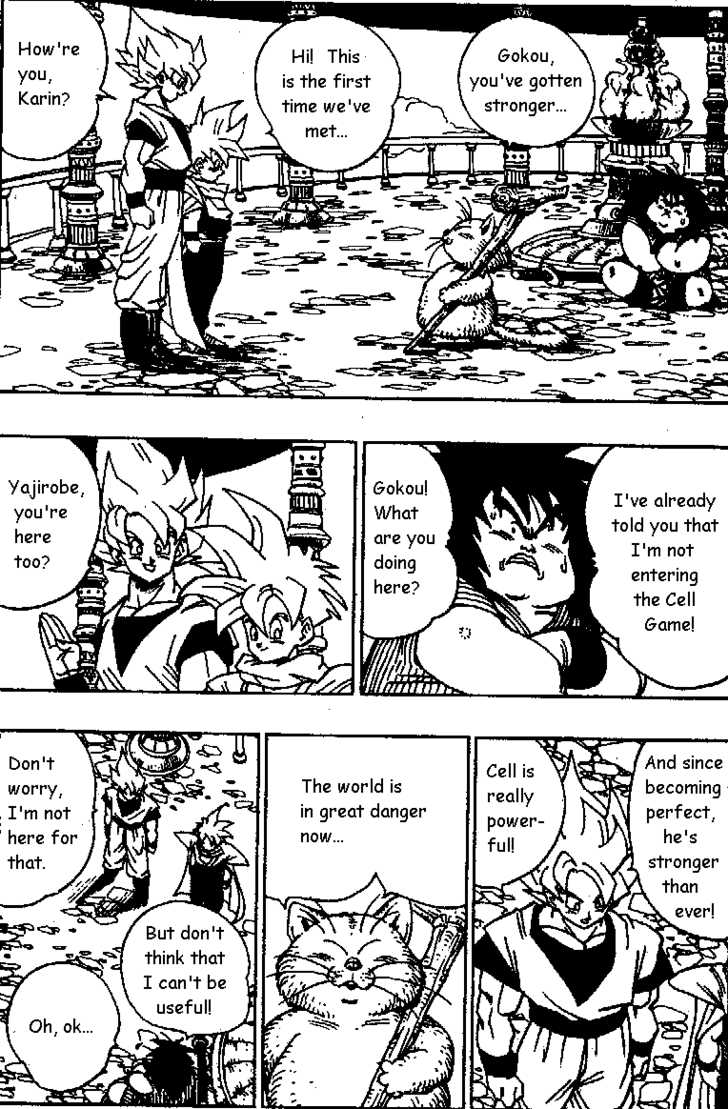 How're
you,
Karin?
Hi! This
is the first
time we've
met...
Gokou,
you've gotten
stronger...
Yajirobe,
you're
here
too?
Gokou!
What
are you
doing
here?
I've already
told you that
I'm not
entering
the Cell
Game!
Don't
worry,
I'm not
here for
that.
But don't
think that
I can't be
useful!
Oh, ok...
The world is
in great danger
now...
Cell is
really
power-
ful!
And since
becoming
perfect,
he's
stronger
than
ever!